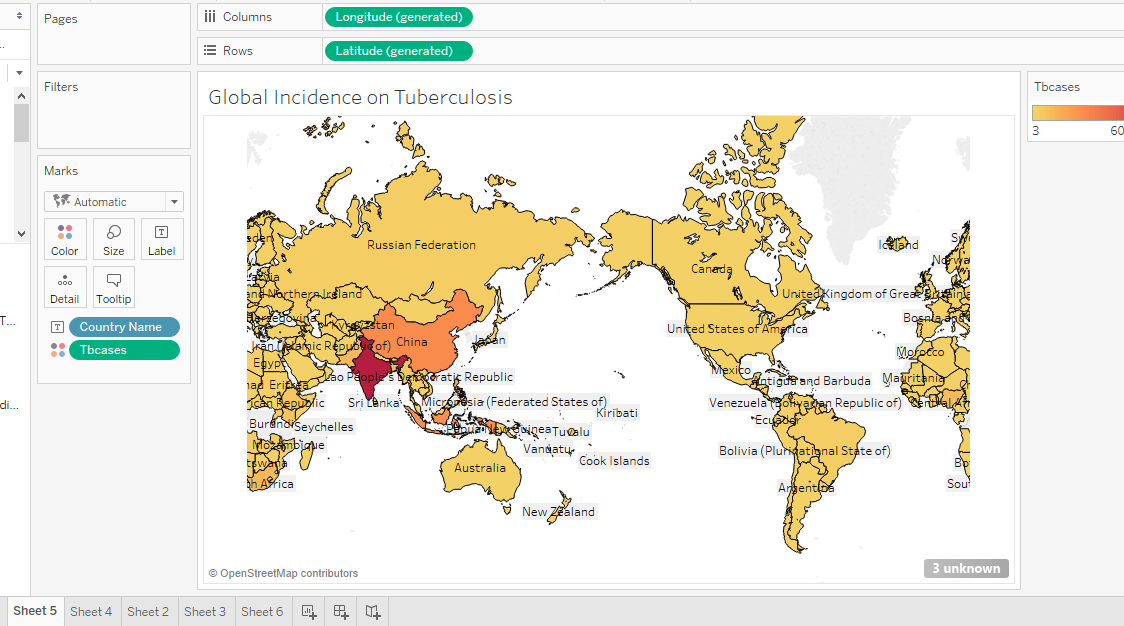 Pages
Columns
Longitude (generated)
Rows
Latitude (generated)
Filters
Marks
Automatic
Color
Size
Label
Detail
Tooltip
Country Name
Tbcases
T...
di...
Global Incidence on Tuberculosis
Russian Federation
Canada
Iceland
Norwa
and Northern Ireland
United Kingdom of Great Britain
Bosnia and
Kyrgyzstan
China
Japan
United States of America
Iran (Islamic Republic of)
Egypt
Morocco
Mexico
Lao People's Democratic Republic
Eritrea
Antigua and Barbuda
Mauritania
Sri Lanka
Micronesia (Federated States of)
Kiribati
Venezuela (Bolivarian Republic of)
Central Afr
Burundi
Seychelles
Papua New Guinea
Tuvalu
Ecuador
Mozambique
Vanuatu
Cook Islands
Bolivia (Plurinational State of)
Australia
Argentina
h Africa
Sout
New Zealand
© OpenStreetMap contributors
3 unknown
Tbcases
3
60
Sheet 5
Sheet 4
Sheet 2
Sheet 3
Sheet 6